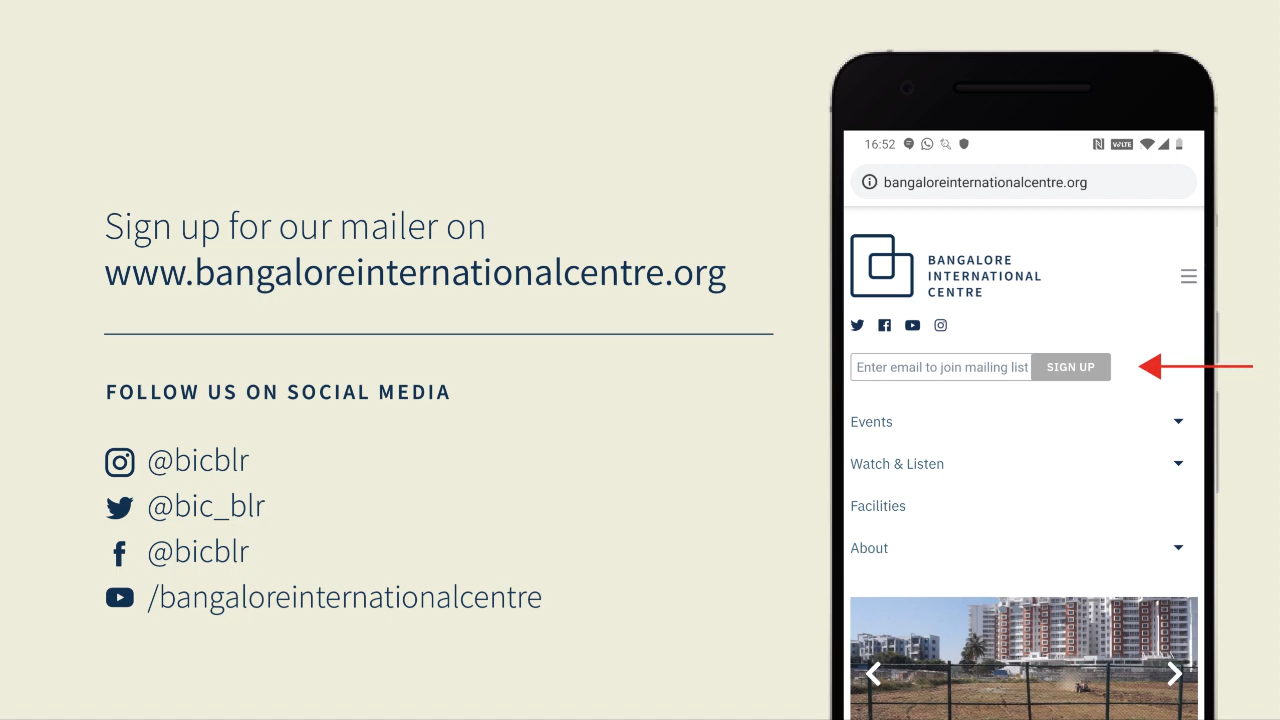 Sign up for our mailer on
www.bangaloreinternationalcentre.org
FOLLOW US ON SOCIAL MEDIA
@bicblr
@bic_blr
@bicblr
/bangaloreinternationalcentre
16:52
VoLTE
bangaloreinternationalcentre.org
BANGALORE
INTERNATIONAL
CENTRE
Enter email to join mailing list
SIGN UP
Events
Watch & Listen
Facilities
About